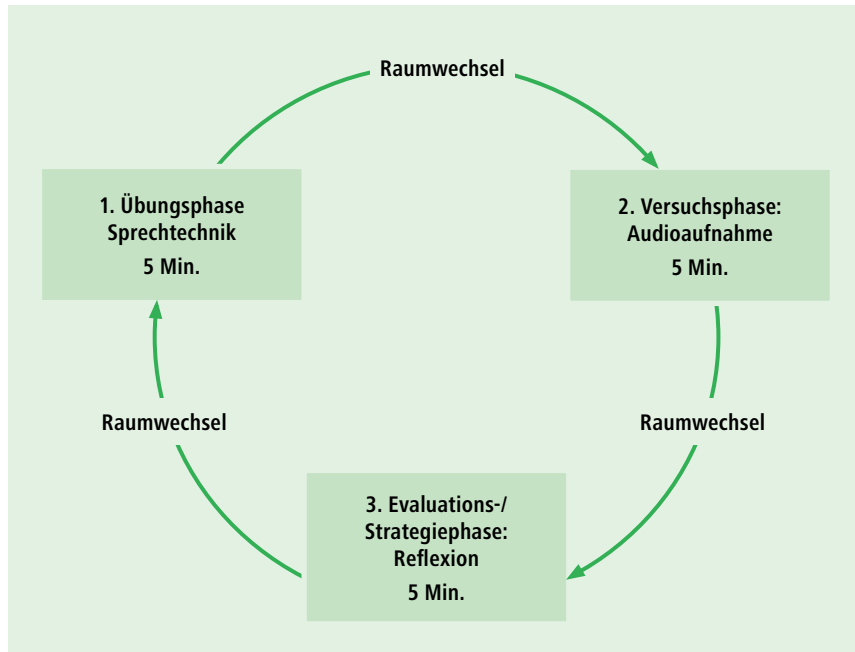 Raumwechsel
1. Übungsphase
Sprechtechnik
5 Min.
2. Versuchsphase:
Audioaufnahme
5 Min.
Raumwechsel
Raumwechsel
3. Evaluations-/
Strategiephase:
Reflexion
5 Min.